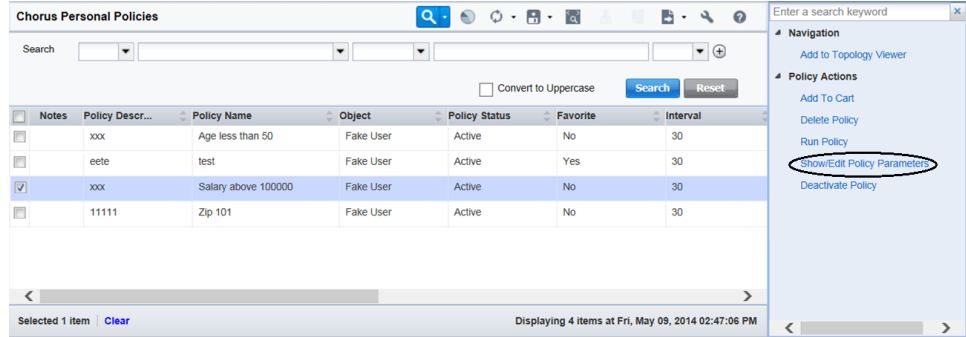 Chorus Personal Policies
Search
Convert to Uppercase Search Reset
Notes Policy Descr... Policy Name Object Policy Status Favorite Interval
xxx Age less than 50 Fake User Active No 30
eete test Fake User Active Yes 30
xxx Salary above 100000 Fake User Active No 30
11111 Zip 101 Fake User Active No 30
Selected 1 item Clear Displaying 4 items at Fri, May 09, 2014 02:47:06 PM
Enter a search keyword
Navigation
Add to Topology Viewer
Policy Actions
Add To Cart
Delete Policy
Run Policy
Show/Edit Policy Parameters
Deactivate Policy